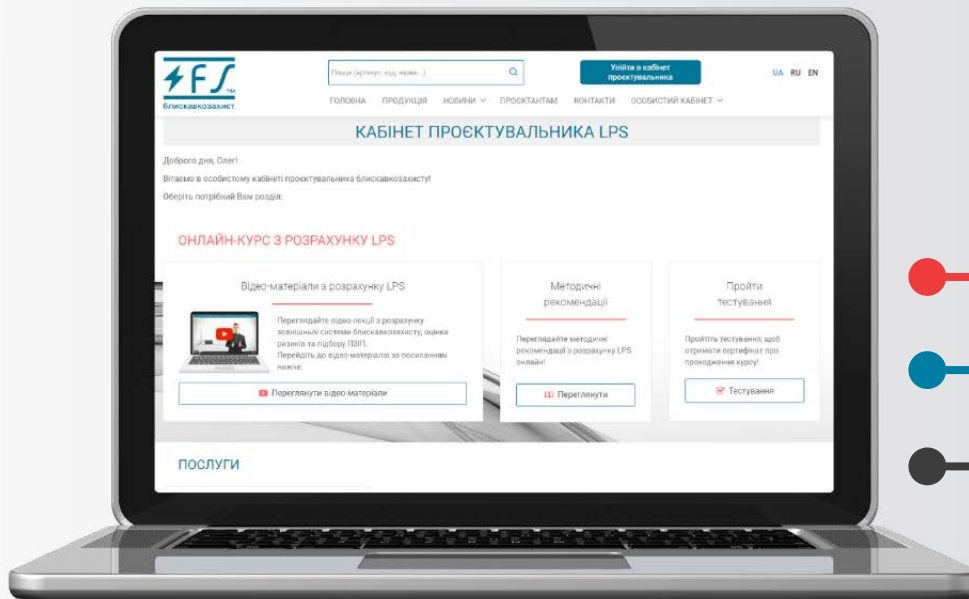 FS
TM
блискавкозахист
Пошук (артикул, код, назва...)
Увійти в кабінет
проєктувальника
UA RU EN
ГОЛОВНА ПРОДУКЦІЯ НОВИНИ ПРОЄКТАНТАМ КОНТАКТИ ОСОБИСТИЙ КАБІНЕТ
КАБІНЕТ ПРОЄКТУВАЛЬНИКА LPS
Доброго дня, Олег!
Вітаємо в особистому кабінеті проєктувальника блискавкозахисту!
Оберіть потрібний Вам розділ:
ОНЛАЙН-КУРС З РОЗРАХУНКУ LPS
Відео-матеріали з розрахунку LPS
Переглядайте відео-лекції з розрахунку
зовнішньої системи блискавкозахисту, оцінки
ризиків та підбору ПЗІП.
Перейдіть до відео-матеріалів за посиланням
нижче.
Переглянути відео-матеріали
Методичні
рекомендації
Переглядайте методичні
рекомендації з розрахунку LPS
онлайн!
Переглянути
Пройти
тестування
Пройдіть тестування, щоб
отримати сертифікат про
проходження курсу!
Тестування
ПОСЛУГИ